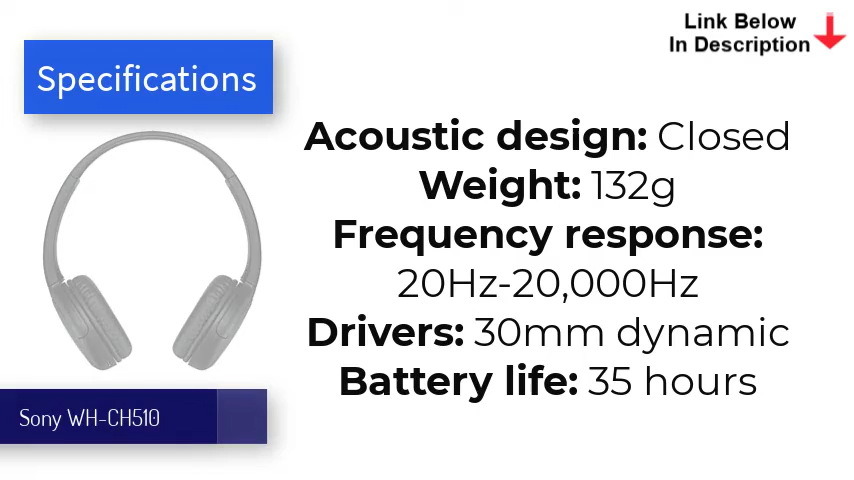 Link Below
In Description
Specifications
Acoustic design: Closed
Weight: 132g
Frequency response:
20Hz-20,000Hz
Drivers: 30mm dynamic
Battery life: 35 hours
Sony WH-CH510